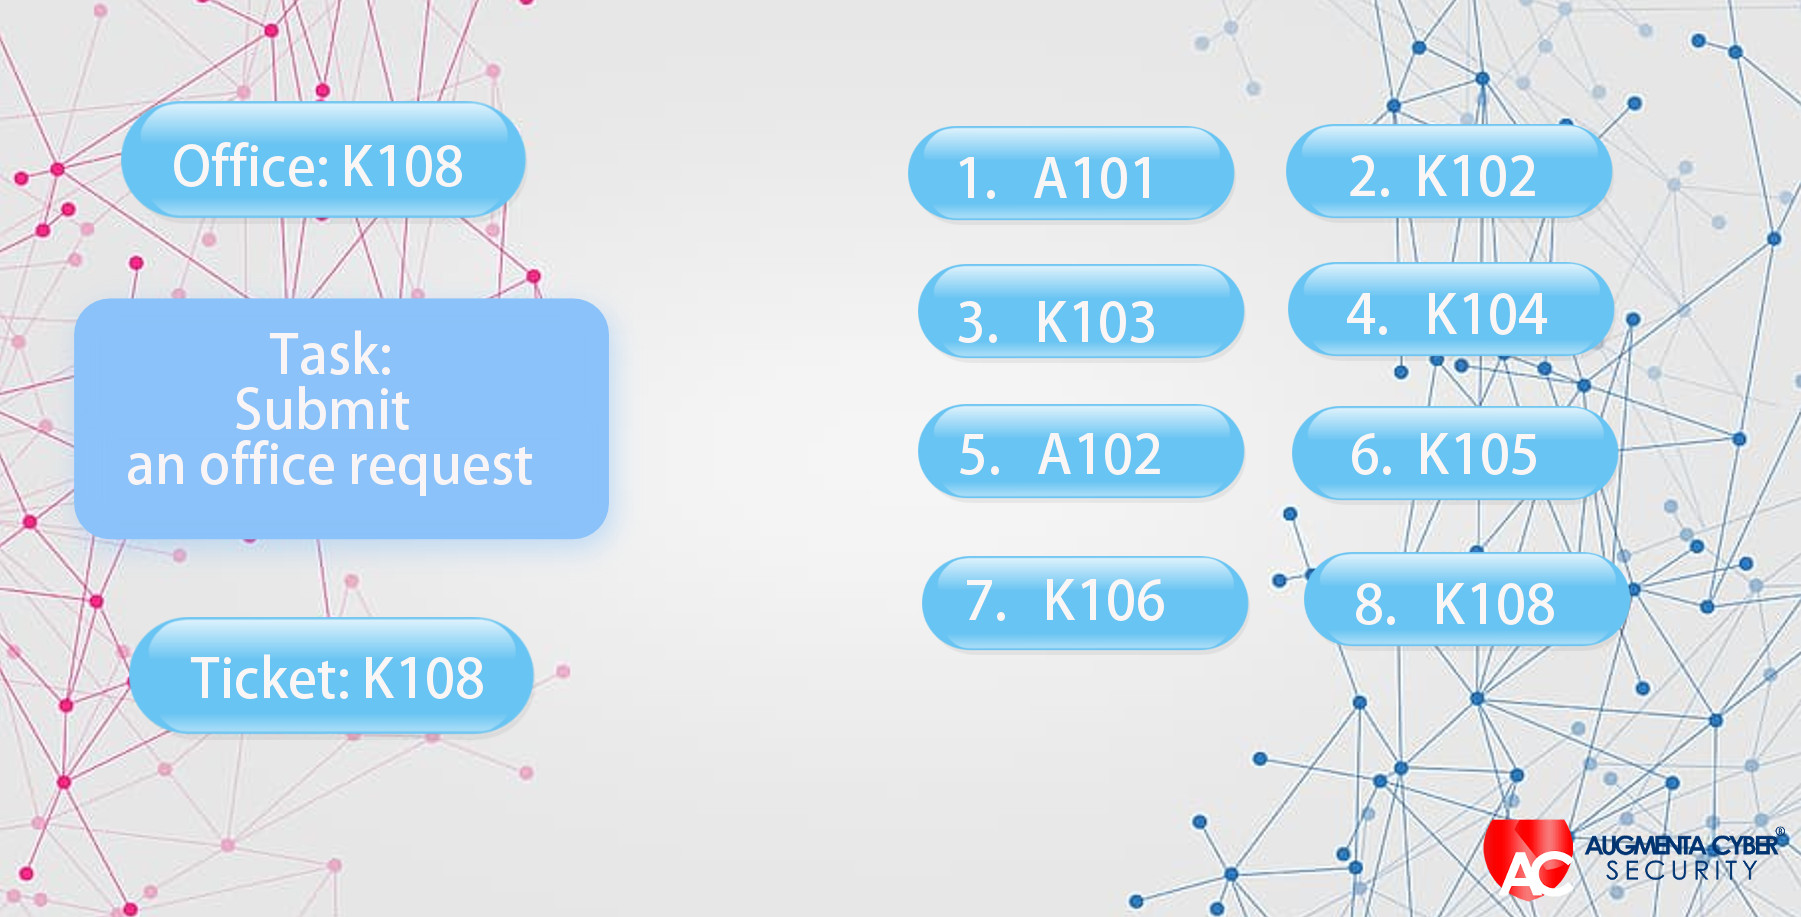 Office: K108
Task:
Submit
an office request
Ticket: K108
1. A101
2. K102
3. K103
4. K104
5. A102
6. K105
7. K106
8. K108
AC
AUGMENTA CYBER®
SECURITY